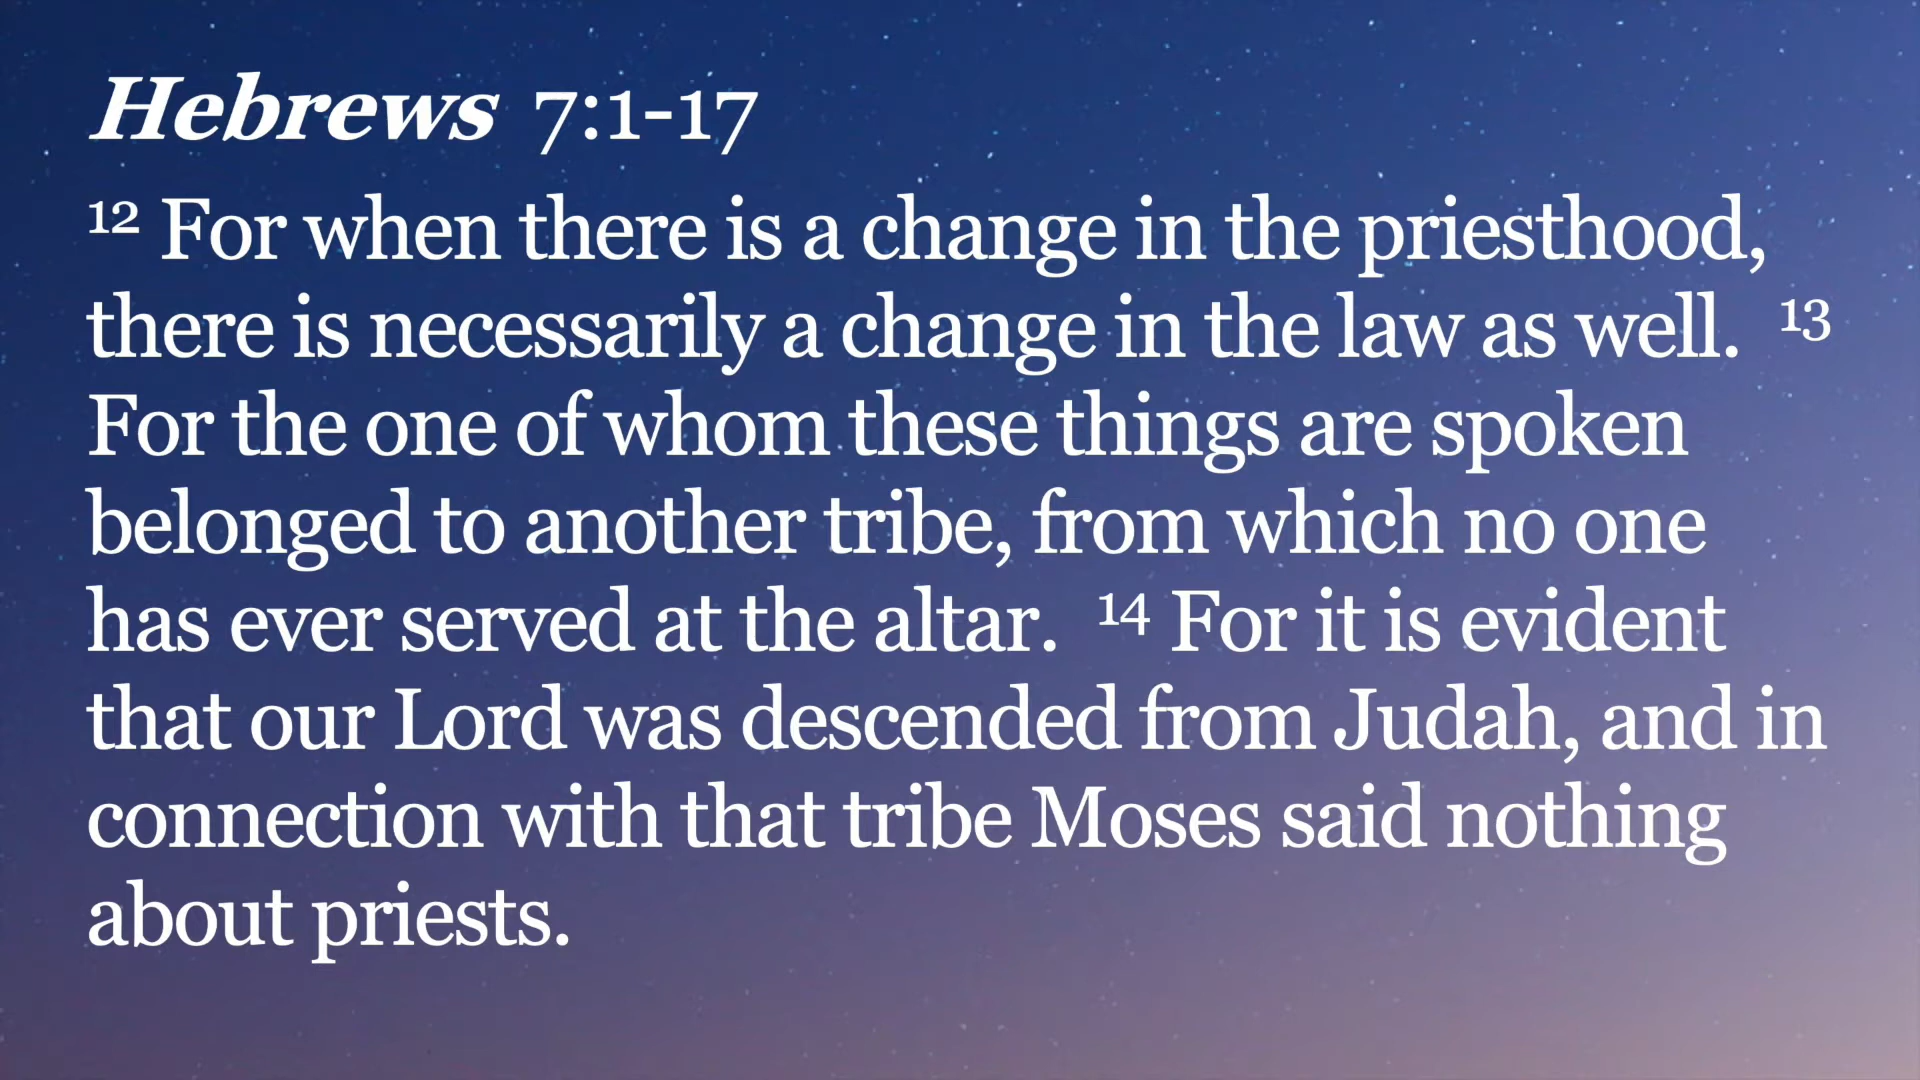 Hebrews 7:1-17
12 For when there is a change in the priesthood,
there is necessarily a change in the law as well. 13
For the one of whom these things are spoken
belonged to another tribe, from which no one
has ever served at the altar. 14 For it is evident
that our Lord was descended from Judah, and in
connection with that tribe Moses said nothing
about priests.